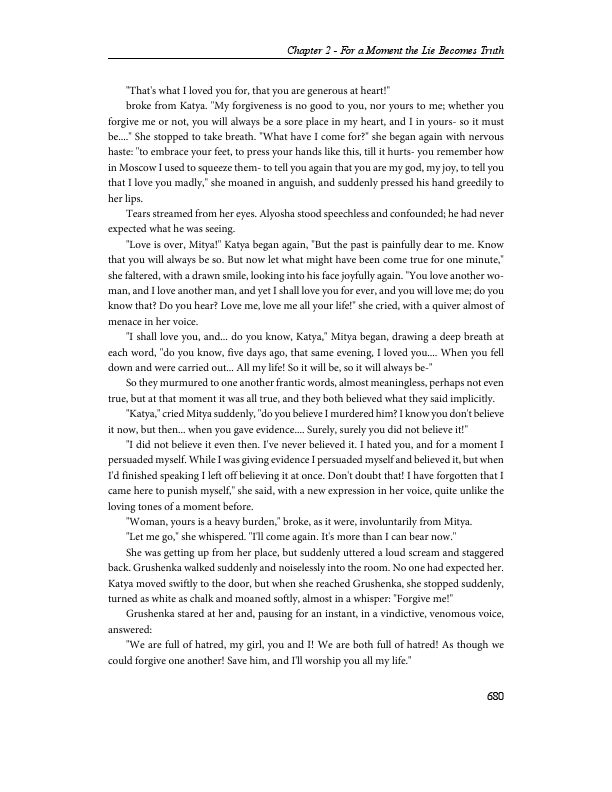 Chapter 2 - For a Moment the Lie Becomes Truth
"That's what I loved you for, that you are generous at heart!"
broke from Katya. "My forgiveness is no good to you, nor yours to me; whether you
forgive me or not, you will always be a sore place in my heart, and I in yours- so it must
be...." She stopped to take breath. "What have I come for?" she began again with nervous
haste: "to embrace your feet, to press your hands like this, till it hurts- you remember how
in Moscow I used to squeeze them- to tell you again that you are my god, my joy, to tell you
that I love you madly," she moaned in anguish, and suddenly pressed his hand greedily to
her lips.
Tears streamed from her eyes. Alyosha stood speechless and confounded; he had never
expected what he was seeing.
"Love is over, Mitya!" Katya began again, "But the past is painfully dear to me. Know
that you will always be so. But now let what might have been come true for one minute,"
she faltered, with a drawn smile, looking into his face joyfully again. "You love another wo-
man, and I love another man, and yet I shall love you for ever, and you will love me; do you
know that? Do you hear? Love me, love me all your life!" she cried, with a quiver almost of
menace in her voice.
"I shall love you, and... do you know, Katya," Mitya began, drawing a deep breath at
each word, "do you know, five days ago, that same evening, I loved you.... When you fell
down and were carried out... All my life! So it will be, so it will always be-"
So they murmured to one another frantic words, almost meaningless, perhaps not even
true, but at that moment it was all true, and they both believed what they said implicitly.
"Katya," cried Mitya suddenly, "do you believe I murdered him? I know you don't believe
it now, but then... when you gave evidence.... Surely, surely you did not believe it!"
"I did not believe it even then. I've never believed it. I hated you, and for a moment I
persuaded myself. While I was giving evidence I persuaded myself and believed it, but when
I'd finished speaking I left off believing it at once. Don't doubt that! I have forgotten that I
came here to punish myself," she said, with a new expression in her voice, quite unlike the
loving tones of a moment before.
"Woman, yours is a heavy burden," broke, as it were, involuntarily from Mitya.
"Let me go," she whispered. "I'll come again. It's more than I can bear now."
She was getting up from her place, but suddenly uttered a loud scream and staggered
back. Grushenka walked suddenly and noiselessly into the room. No one had expected her.
Katya moved swiftly to the door, but when she reached Grushenka, she stopped suddenly,
turned as white as chalk and moaned softly, almost in a whisper: "Forgive me!"
Grushenka stared at her and, pausing for an instant, in a vindictive, venomous voice,
answered:
"We are full of hatred, my girl, you and I! We are both full of hatred! As though we
could forgive one another! Save him, and I'll worship you all my life."
680